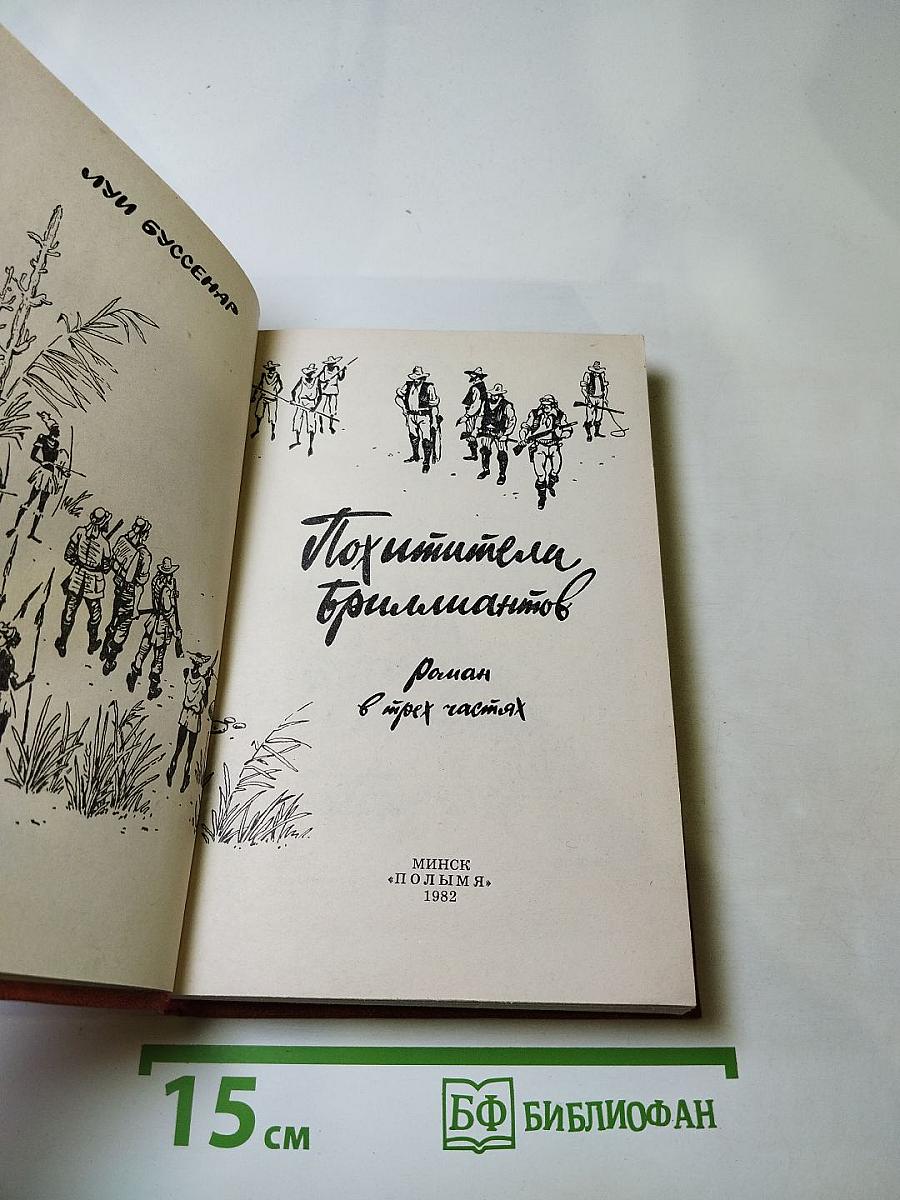 ЛУИ БУССЕНАР
Похитители
Бриллиантов
Роман
в трех частях
МИНСК
«ПОЛЫМЯ»
1982
15 см
БФ БИБЛИОФАН